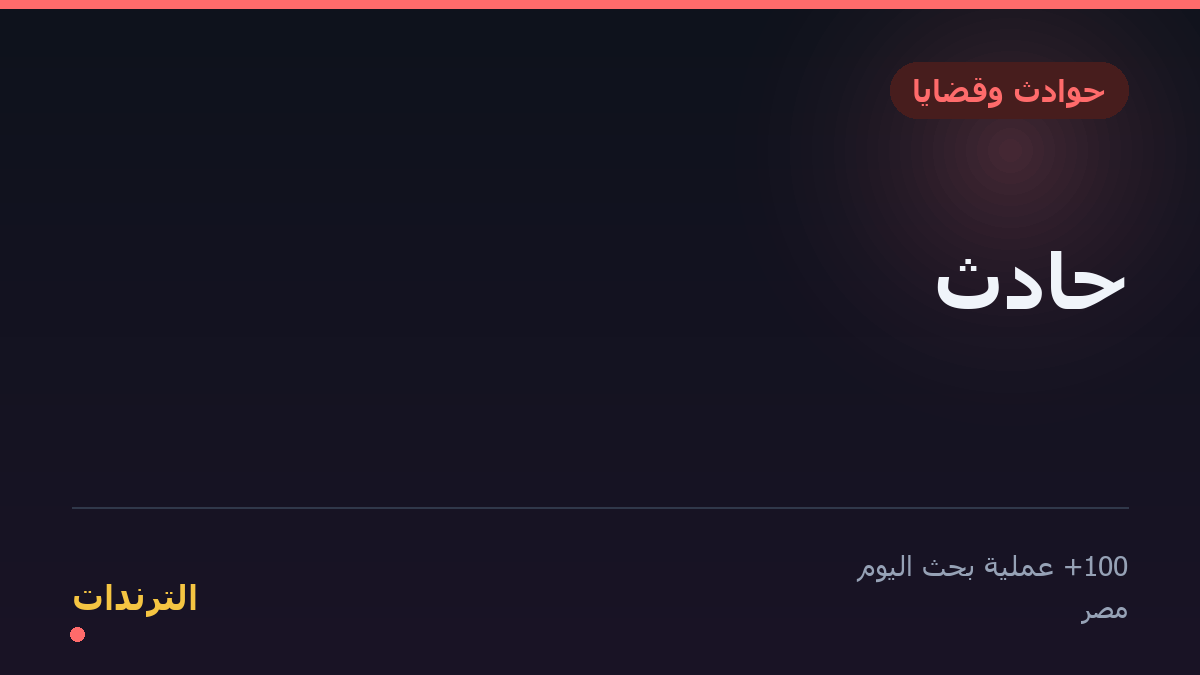 حوادث وقضايا
حادث
100+ عملية بحث اليوم
مصر
الترندات